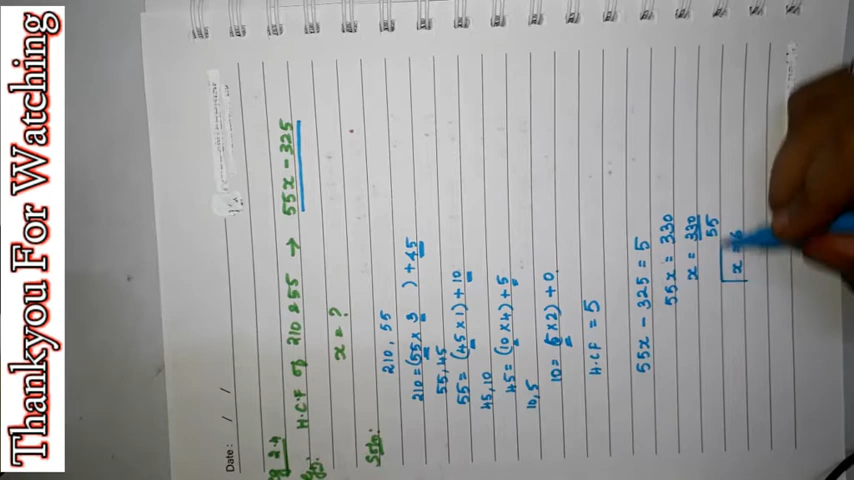 Thankyou For Watching
Date: / /
Eg 2.4
H.C.F of 210 & 55 → 55x - 325
x = ?
Soln:
210, 55
210 = (55 x 3 ) + 45
55, 45
55 = (45 x 1) + 10
45, 10
45 = (10 x 4) + 5
10, 5
10 = (5 x 2) + 0
H.C.F = 5
55x - 325 = 5
55x = 330
x = 330
55
x = 6